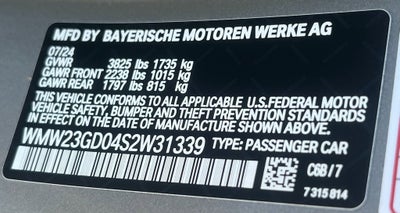 MFD BY BAYERISCHE MOTOREN WERKE AG
07/24
GVWR 3825 lbs 1735 kg
GAWR FRONT 2238 lbs 1015 kg
GAWR REAR 1797 lbs 815 kg
THIS VEHICLE CONFORMS TO ALL APPLICABLE U.S.FEDERAL MOTOR
VEHICLE SAFETY, BUMPER, AND THEFT PREVENTION STANDARDS IN
EFFECT ON THE DATE OF MANUFACTURE SHOWN ABOVE.
WMW23GD04S2W31339 TYPE: PASSENGER CAR
C6B / 7
7 315 814